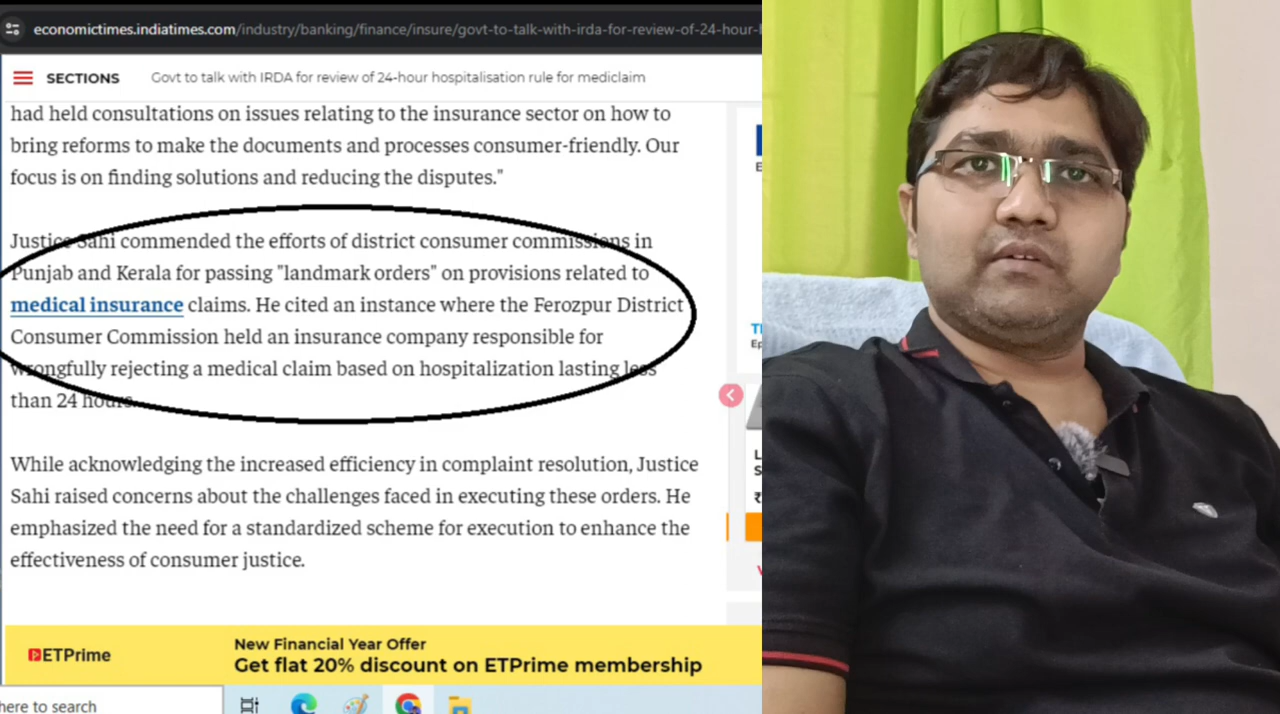 economictimes.indiatimes.com/industry/banking/finance/insure/govt-to-talk-with-irda-for-review-of-24-hour-
SECTIONS Govt to talk with IRDA for review of 24-hour hospitalisation rule for mediclaim
had held consultations on issues relating to the insurance sector on how to
bring reforms to make the documents and processes consumer-friendly. Our
focus is on finding solutions and reducing the disputes."
Justice Sahi commended the efforts of district consumer commissions in
Punjab and Kerala for passing "landmark orders" on provisions related to
medical insurance claims. He cited an instance where the Ferozpur District
Consumer Commission held an insurance company responsible for
wrongfully rejecting a medical claim based on hospitalization lasting less
than 24 hours.
While acknowledging the increased efficiency in complaint resolution, Justice
Sahi raised concerns about the challenges faced in executing these orders. He
emphasized the need for a standardized scheme for execution to enhance the
effectiveness of consumer justice.
ETPrime
New Financial Year Offer
Get flat 20% discount on ETPrime membership
here to search